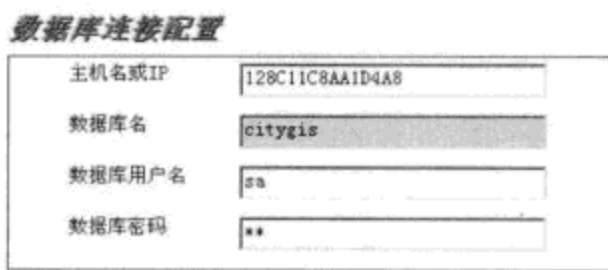 数据库连接配置
主机名或IP 128C11C8AA1D4A8
数据库名 citygis
数据库用户名 sa
数据库密码 **